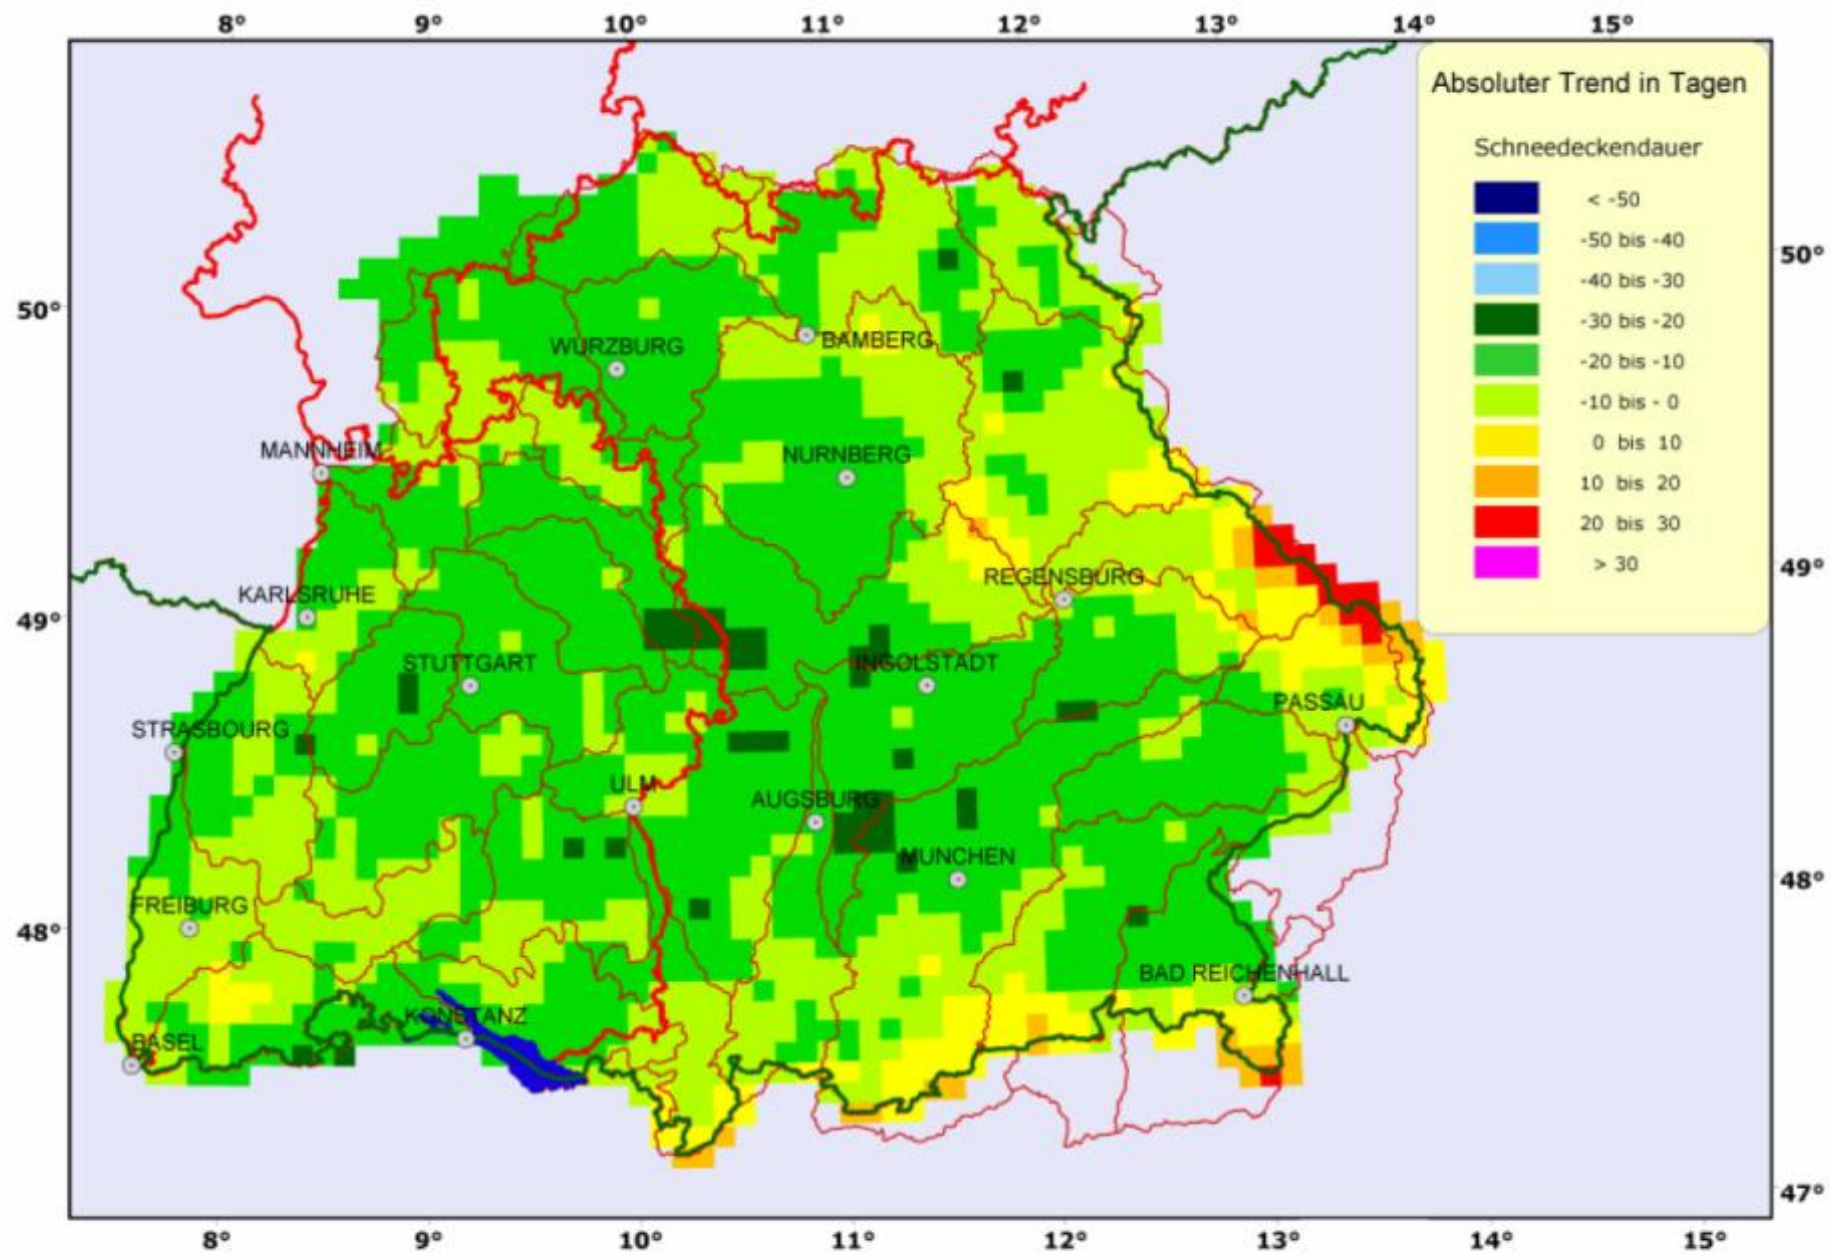 8° 9° 10° 11° 12° 13° 14° 15°
Absoluter Trend in Tagen
Schneedeckendauer
< -50
-50 bis -40
-40 bis -30
-30 bis -20
-20 bis -10
-10 bis - 0
0 bis 10
10 bis 20
20 bis 30
> 30
50°
50°
WURZBURG
BAMBERG
MANNHEIM
NURNBERG
49°
REGENSBURG
KARLSRUHE
49°
STUTTGART
INGOLSTADT
PASSAU
STRASBOURG
ULM
AUGSBURG
MUNCHEN
48°
FREIBURG
48°
BAD REICHENHALL
KONSTANZ
BASEL
47°
8° 9° 10° 11° 12° 13° 14° 15°